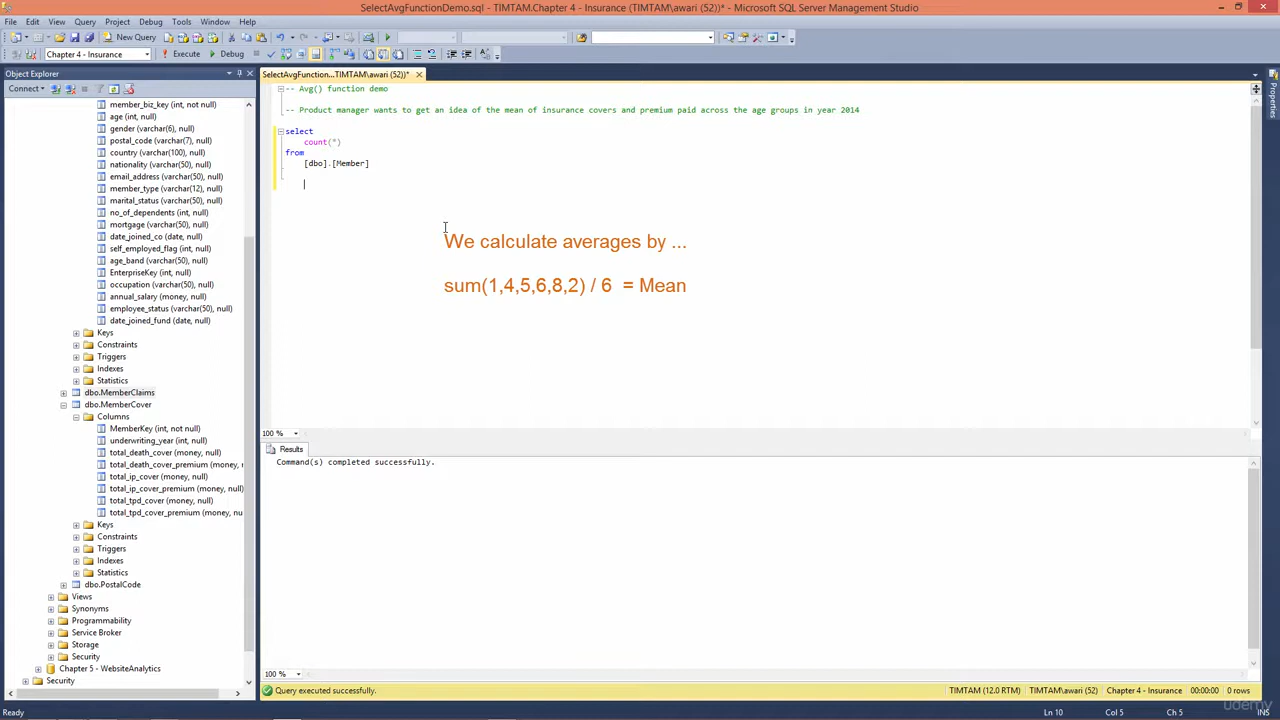 SelectAvgFunctionDemo.sql - TIMTAM.Chapter 4 - Insurance (TIMTAM\awari (52))* - Microsoft SQL Server Management Studio
File Edit View Query Project Debug Tools Window Help
New Query
Chapter 4 - Insurance Execute Debug
Object Explorer
Connect
member_biz_key (int, not null)
age (int, null)
gender (varchar(6), null)
postal_code (varchar(7), null)
country (varchar(100), null)
nationality (varchar(50), null)
email_address (varchar(50), null)
member_type (varchar(12), null)
marital_status (varchar(50), null)
no_of_dependents (int, null)
mortgage (varchar(50), null)
date_joined_co (date, null)
self_employed_flag (int, null)
age_band (varchar(50), null)
EnterpriseKey (int, null)
occupation (varchar(50), null)
annual_salary (money, null)
employee_status (varchar(50), null)
date_joined_fund (date, null)
Keys
Constraints
Triggers
Indexes
Statistics
dbo.MemberClaims
dbo.MemberCover
Columns
MemberKey (int, not null)
underwriting_year (int, null)
total_death_cover (money, null)
total_death_cover_premium (money, 
total_ip_cover (money, null)
total_ip_cover_premium (money, null)
total_tpd_cover (money, null)
total_tpd_cover_premium (money, nu
Keys
Constraints
Triggers
Indexes
Statistics
dbo.PostalCode
Views
Synonyms
Programmability
Service Broker
Storage
Security
Chapter 5 - WebsiteAnalytics
Security
SelectAvgFunction...TIMTAM\awari (52))*
-- Avg() function demo
-- Product manager wants to get an idea of the mean of insurance covers and premium paid across the age groups in year 2014
select
count(*)
from
[dbo].[Member]
We calculate averages by ...
sum(1,4,5,6,8,2) / 6 = Mean
100 %
Results
Command(s) completed successfully.
100 %
Query executed successfully. TIMTAM (12.0 RTM) TIMTAM\awari (52) Chapter 4 - Insurance 00:00:00 0 rows
Properties
Ready Ln 10 Col 5 Ch 5 INS
udemy